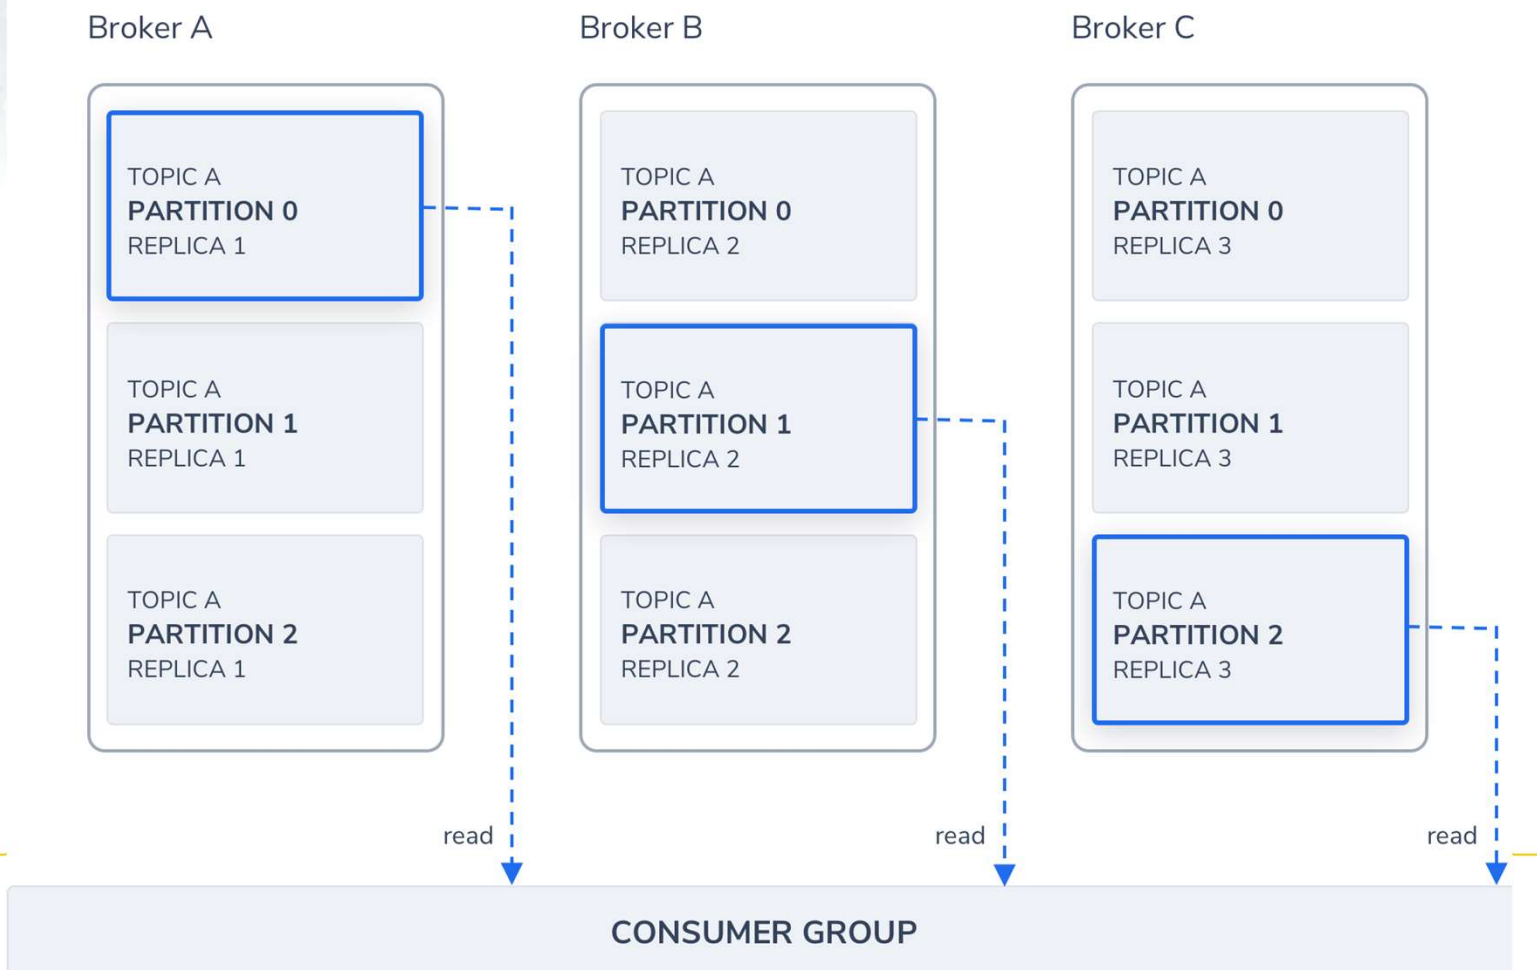 Broker A
Broker B
Broker C
TOPIC A
PARTITION 0
REPLICA 1
TOPIC A
PARTITION 0
REPLICA 2
TOPIC A
PARTITION 0
REPLICA 3
TOPIC A
PARTITION 1
REPLICA 1
TOPIC A
PARTITION 1
REPLICA 2
TOPIC A
PARTITION 1
REPLICA 3
TOPIC A
PARTITION 2
REPLICA 1
TOPIC A
PARTITION 2
REPLICA 2
TOPIC A
PARTITION 2
REPLICA 3
read
read
read
CONSUMER GROUP